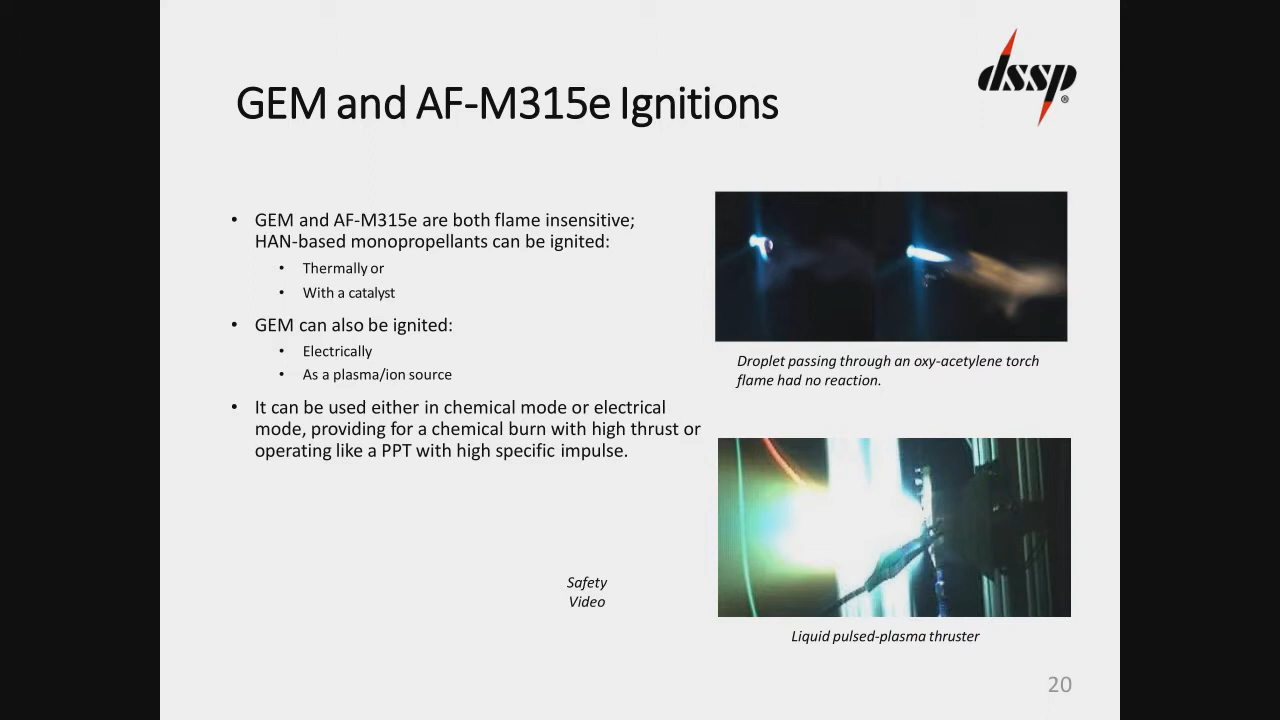 dssp®
GEM and AF-M315e Ignitions
• GEM and AF-M315e are both flame insensitive;
HAN-based monopropellants can be ignited:
• Thermally or
• With a catalyst
• GEM can also be ignited:
• Electrically
• As a plasma/ion source
• It can be used either in chemical mode or electrical
mode, providing for a chemical burn with high thrust or
operating like a PPT with high specific impulse.
Droplet passing through an oxy-acetylene torch
flame had no reaction.
Safety
Video
Liquid pulsed-plasma thruster
20